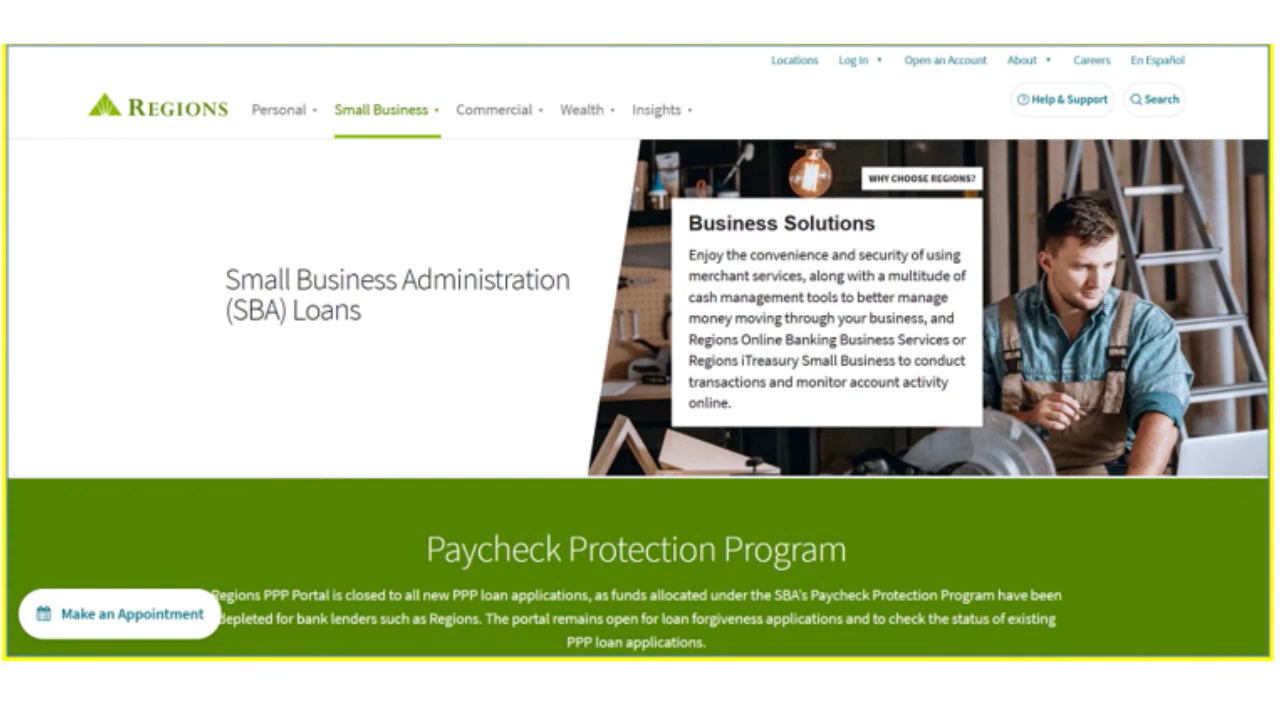 Locations Log In Open an Account About Careers En Español
REGIONS Personal Small Business Commercial Wealth Insights Help & Support Search
WHY CHOOSE REGIONS?
Business Solutions
Enjoy the convenience and security of using
merchant services, along with a multitude of
cash management tools to better manage
money moving through your business, and
Regions Online Banking Business Services or
Regions iTreasury Small Business to conduct
transactions and monitor account activity
online.
Small Business Administration
(SBA) Loans
Paycheck Protection Program
Regions PPP Portal is closed to all new PPP loan applications, as funds allocated under the SBA's Paycheck Protection Program have been
depleted for bank lenders such as Regions. The portal remains open for loan forgiveness applications and to check the status of existing
PPP loan applications.
Make an Appointment